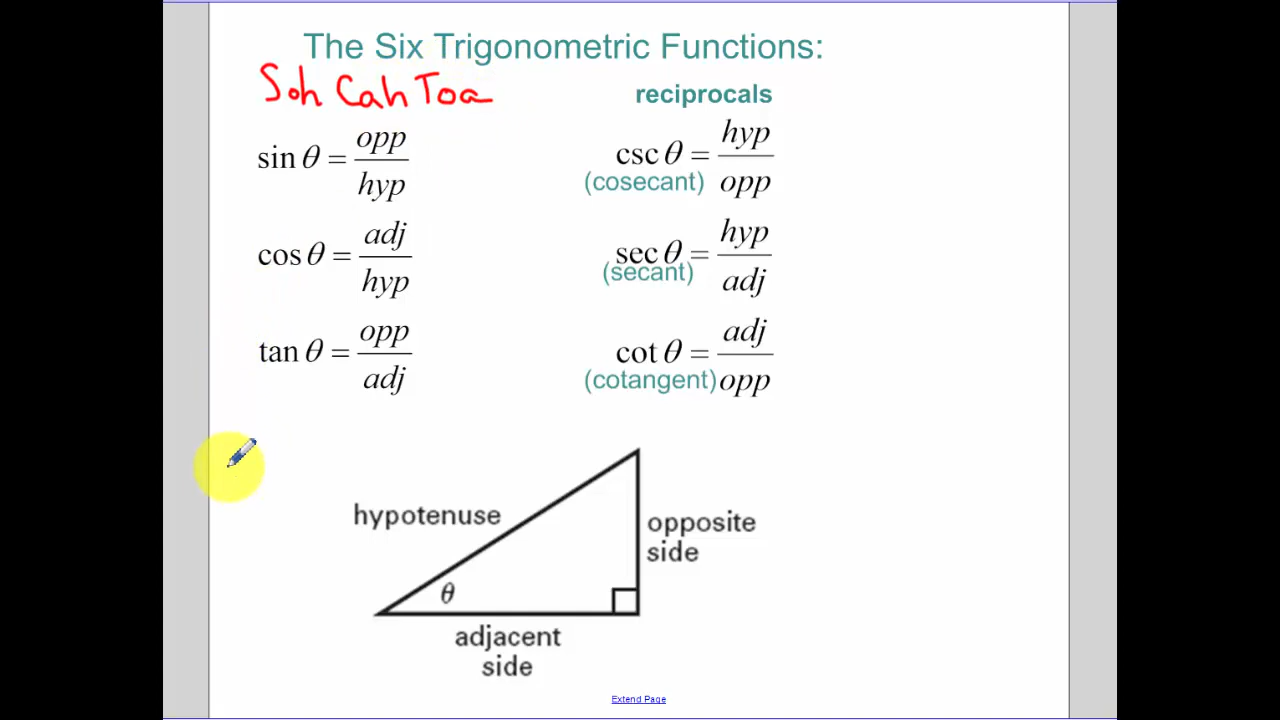 The Six Trigonometric Functions:
Soh Cah Toa
reciprocals
sin θ = opp/hyp
csc θ = hyp/opp
(cosecant)
cos θ = adj/hyp
sec θ = hyp/adj
(secant)
tan θ = opp/adj
cot θ = adj/opp
(cotangent)
hypotenuse
opposite
side
θ
adjacent
side
Extend Page